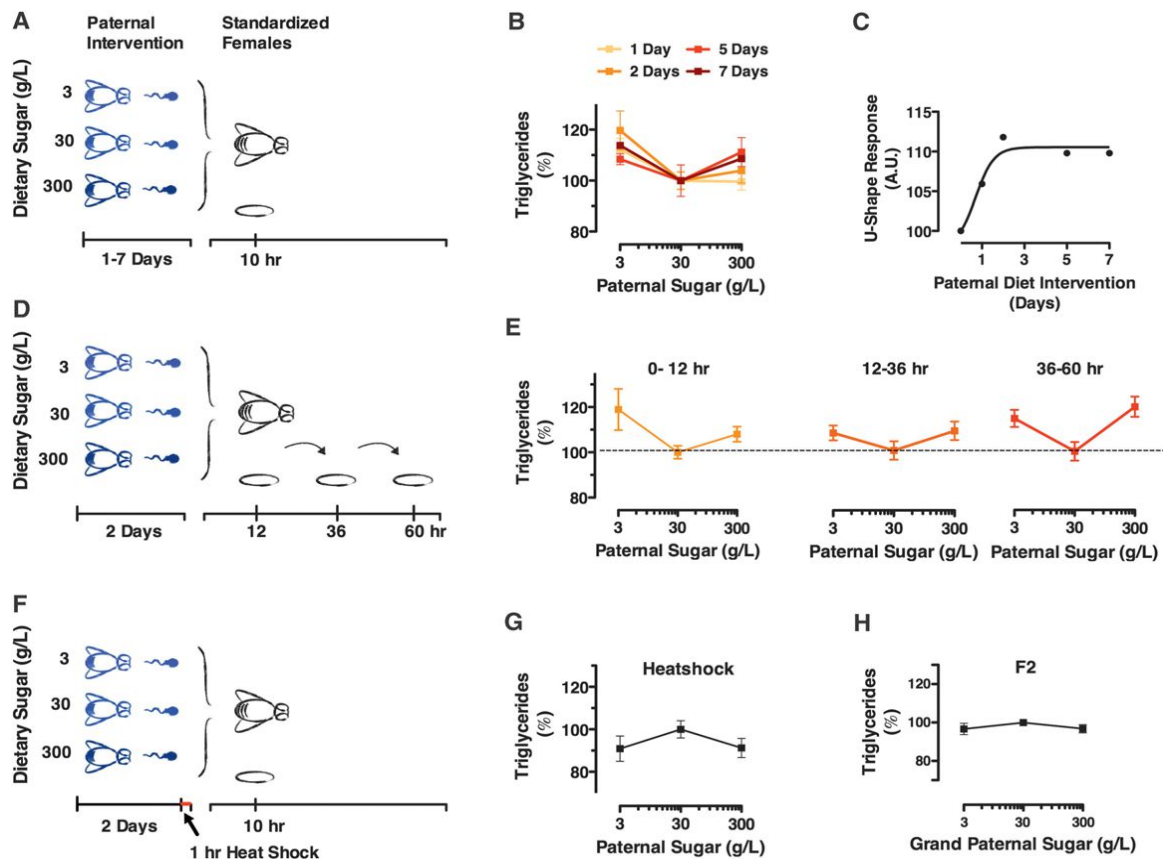 A
Paternal
Intervention
Standardized
Females
Dietary Sugar (g/L)
3
30
300
1-7 Days
10 hr
B
1 Day
5 Days
2 Days
7 Days
Triglycerides
(%)
120
100
80
3
30
300
Paternal Sugar (g/L)
C
U-Shape Response
(A.U.)
115
110
105
100
1
3
5
7
Paternal Diet Intervention
(Days)
D
Dietary Sugar (g/L)
3
30
300
2 Days
12
36
60 hr
E
0- 12 hr
12-36 hr
36-60 hr
Triglycerides
(%)
120
100
80
3
30
300
3
30
300
3
30
300
Paternal Sugar (g/L)
Paternal Sugar (g/L)
Paternal Sugar (g/L)
F
Dietary Sugar (g/L)
3
30
300
2 Days
10 hr
1 hr Heat Shock
G
Heatshock
Triglycerides
(%)
120
100
80
3
30
300
Paternal Sugar (g/L)
H
F2
Triglycerides
(%)
120
100
80
3
30
300
Grand Paternal Sugar (g/L)